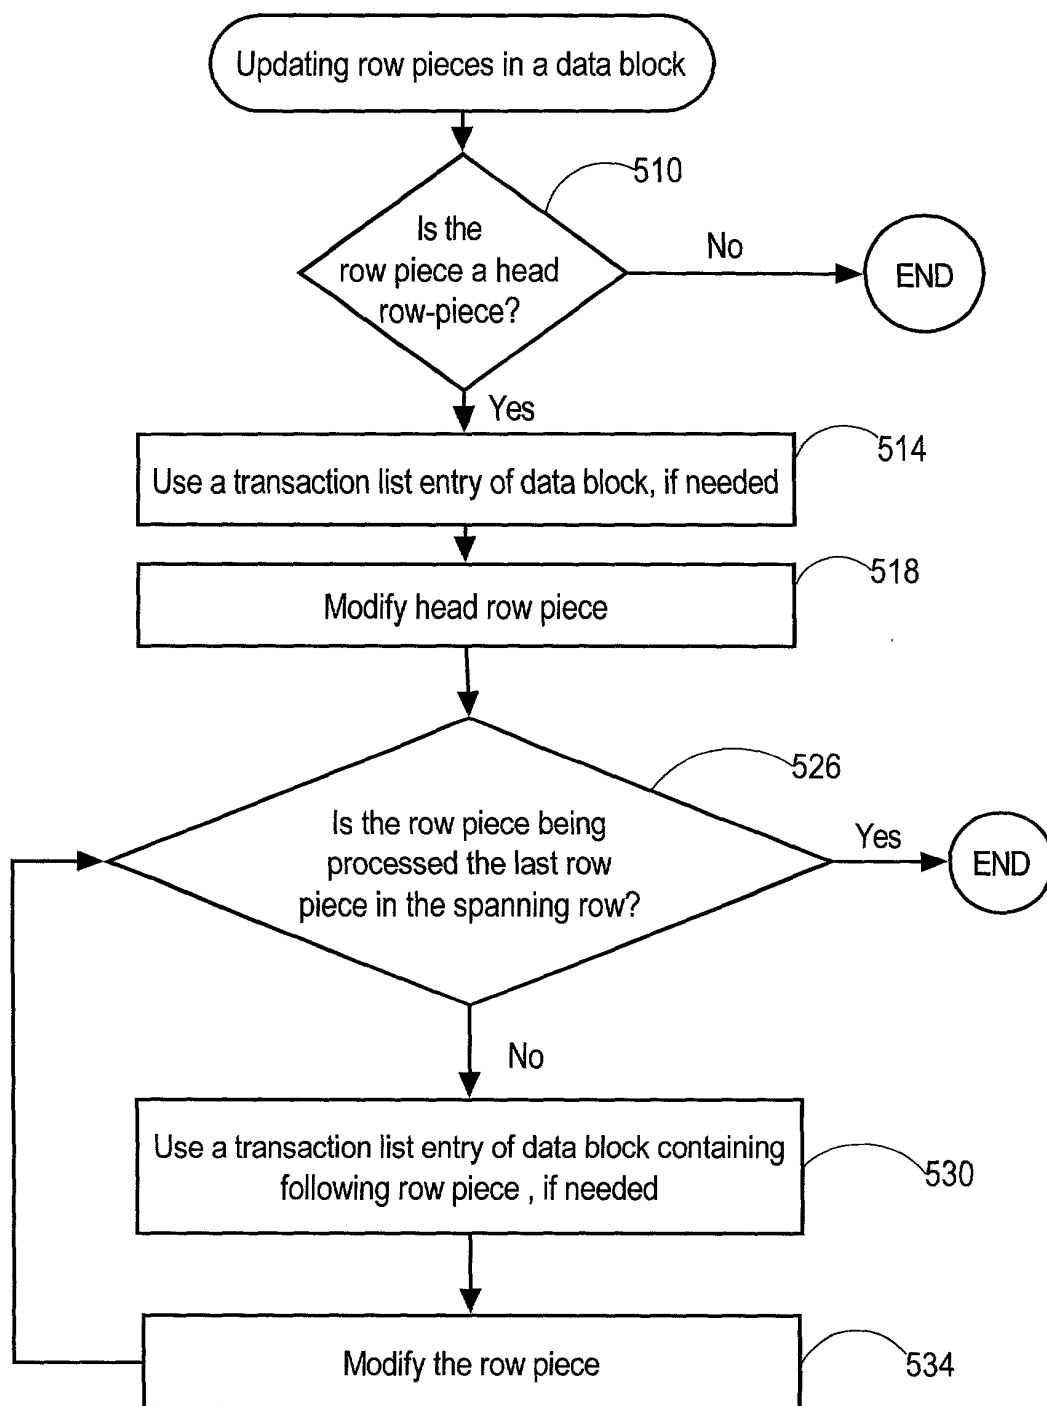 Updating row pieces in a data block
510
Is the
row piece a head
row-piece?
No
END
Yes
514
Use a transaction list entry of data block, if needed
518
Modify head row piece
526
Is the row piece being
processed the last row
piece in the spanning row?
Yes
END
No
Use a transaction list entry of data block containing
following row piece , if needed
530
Modify the row piece
534